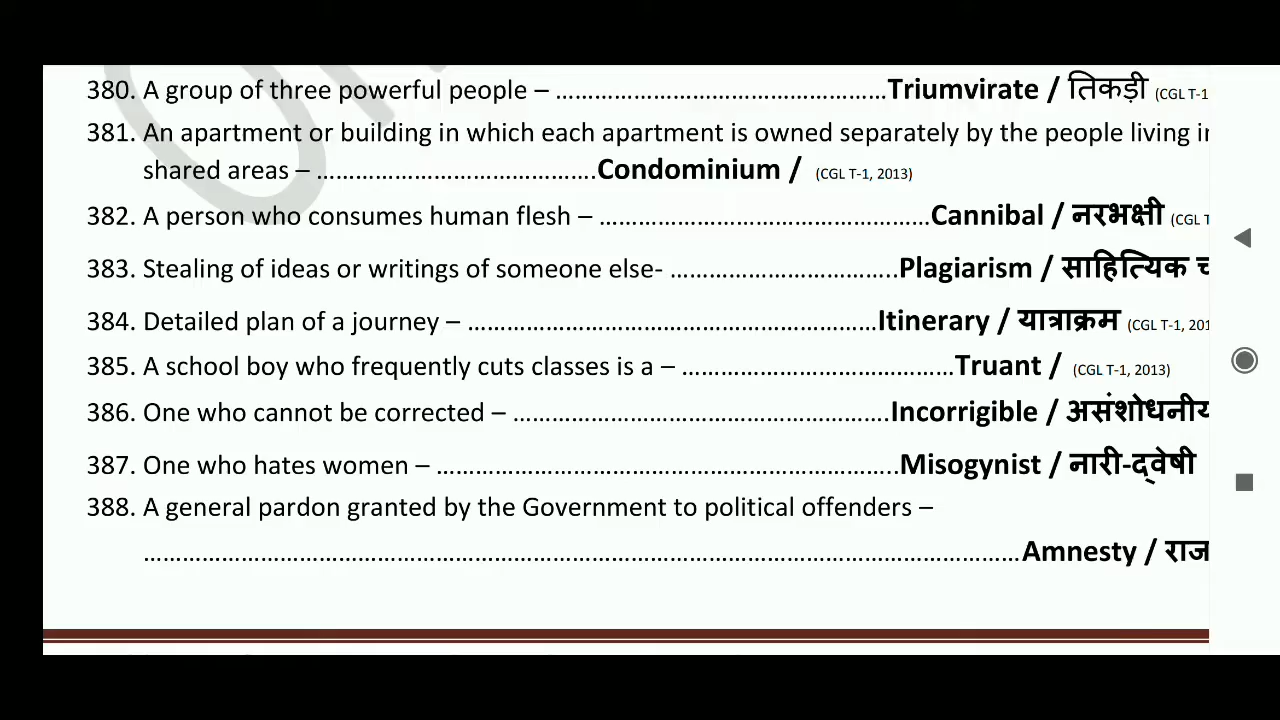 380. A group of three powerful people – ................................................Triumvirate / तिकड़ी (CGL T-1
381. An apartment or building in which each apartment is owned separately by the people living in
shared areas – ........................................Condominium / (CGL T-1, 2013)
382. A person who consumes human flesh – ................................................Cannibal / नरभक्षी (CGL T
383. Stealing of ideas or writings of someone else- .................................Plagiarism / साहित्यिक
384. Detailed plan of a journey – ...........................................................Itinerary / यात्राक्रम (CGL T-1, 201
385. A school boy who frequently cuts classes is a – .......................................Truant / (CGL T-1, 2013)
386. One who cannot be corrected – ......................................................Incorrigible / असंशोधनीय
387. One who hates women – ...................................................................Misogynist / नारी-द्वेषी
388. A general pardon granted by the Government to political offenders –
................................................................................................................................Amnesty / राज